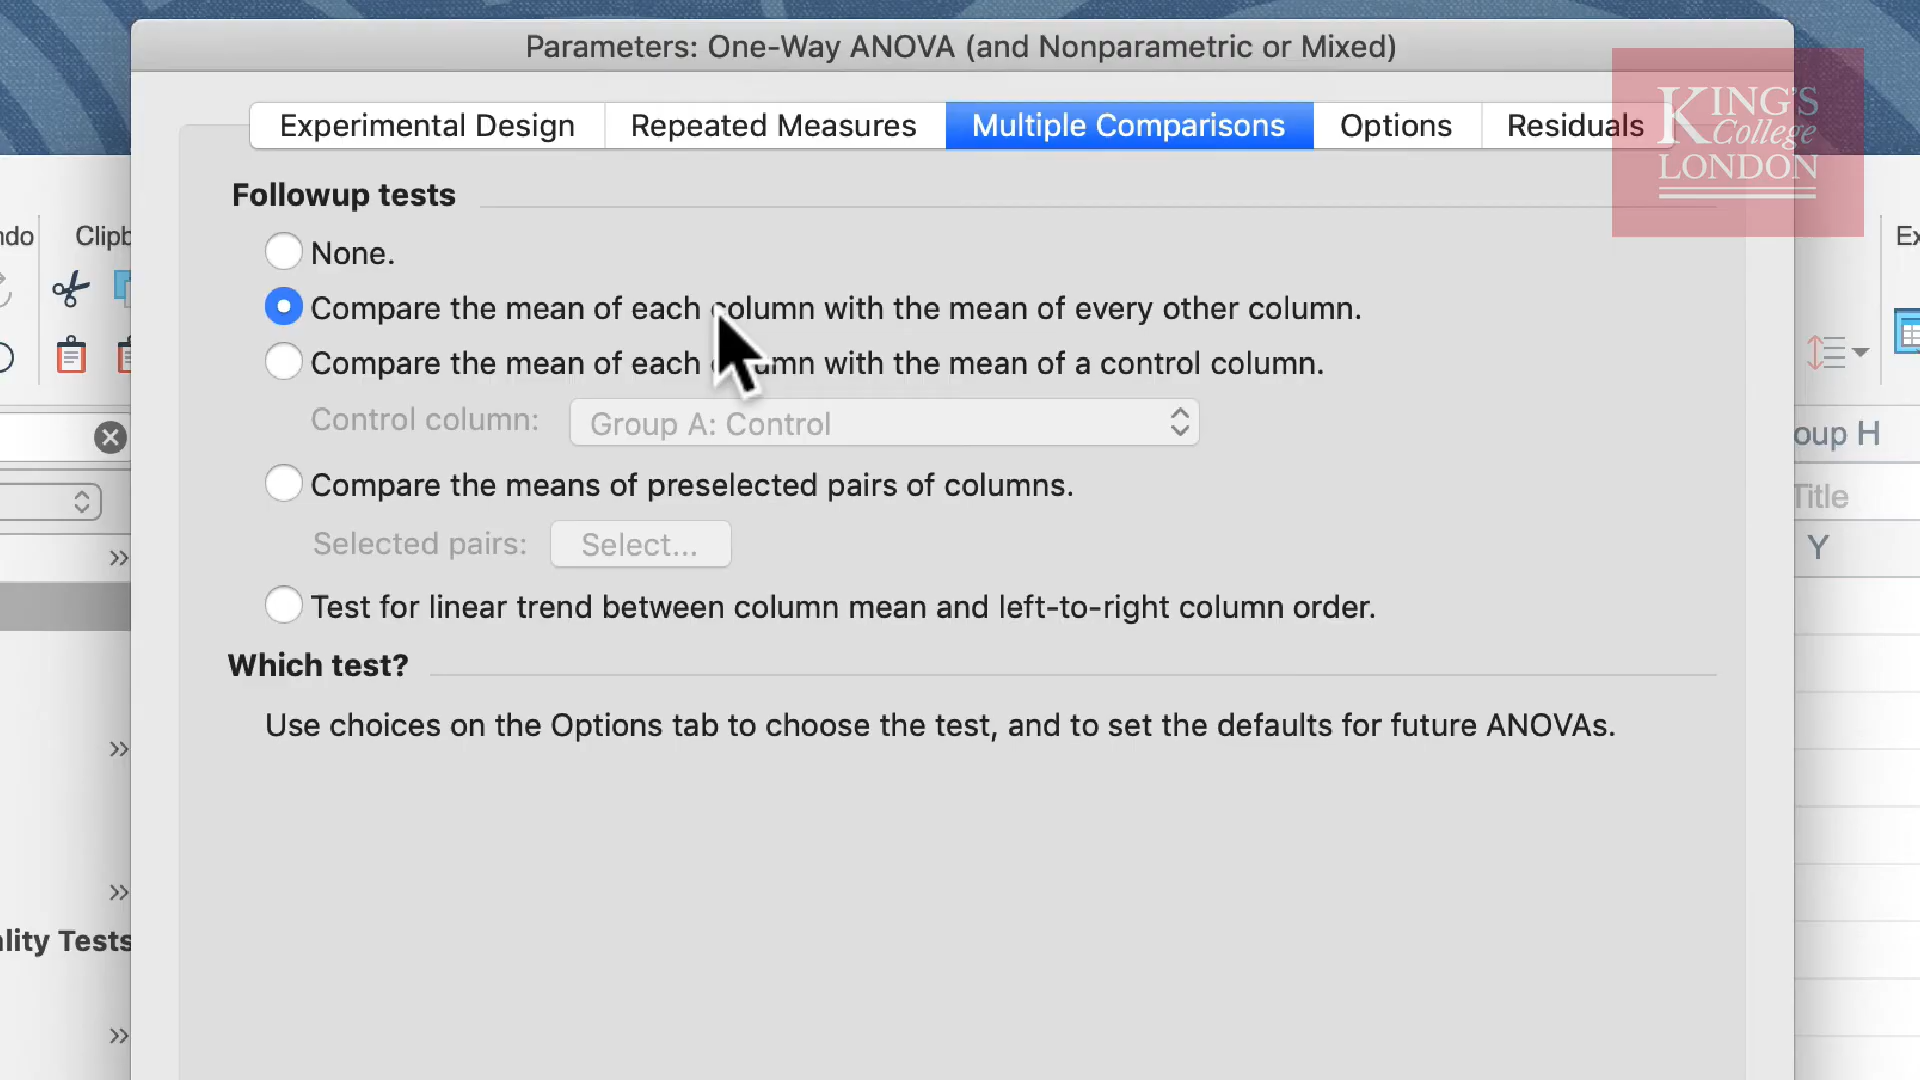 Parameters: One-Way ANOVA (and Nonparametric or Mixed)
Experimental Design
Repeated Measures
Multiple Comparisons
Options
Residuals
KING'S
College
LONDON
Followup tests
None.
Compare the mean of each column with the mean of every other column.
Compare the mean of each column with the mean of a control column.
Control column:
Group A: Control
Compare the means of preselected pairs of columns.
Selected pairs:
Select...
Test for linear trend between column mean and left-to-right column order.
Which test?
Use choices on the Options tab to choose the test, and to set the defaults for future ANOVAs.
ndo
Clipb
lity Tests
Ex
oup H
Title
Y